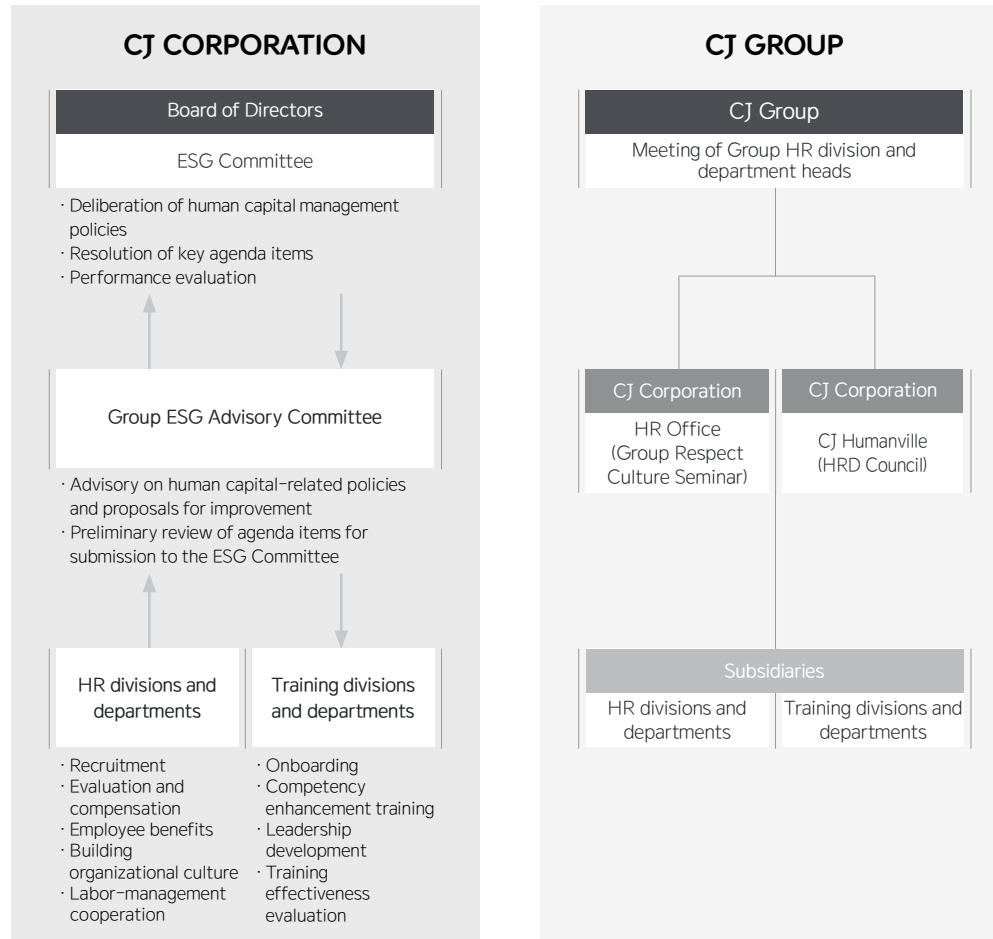 CJ CORPORATION
Board of Directors
ESG Committee
· Deliberation of human capital management
policies
· Resolution of key agenda items
· Performance evaluation
Group ESG Advisory Committee
· Advisory on human capital-related policies
and proposals for improvement
· Preliminary review of agenda items for
submission to the ESG Committee
HR divisions and
departments
· Recruitment
· Evaluation and
compensation
· Employee benefits
· Building
organizational culture
· Labor-management
cooperation
Training divisions
and departments
· Onboarding
· Competency
enhancement training
· Leadership
development
· Training
effectiveness
evaluation
CJ GROUP
CJ Group
Meeting of Group HR division and
department heads
CJ Corporation
HR Office
(Group Respect
Culture Seminar)
CJ Corporation
CJ Humanville
(HRD Council)
Subsidiaries
HR divisions and
departments
Training divisions and
departments